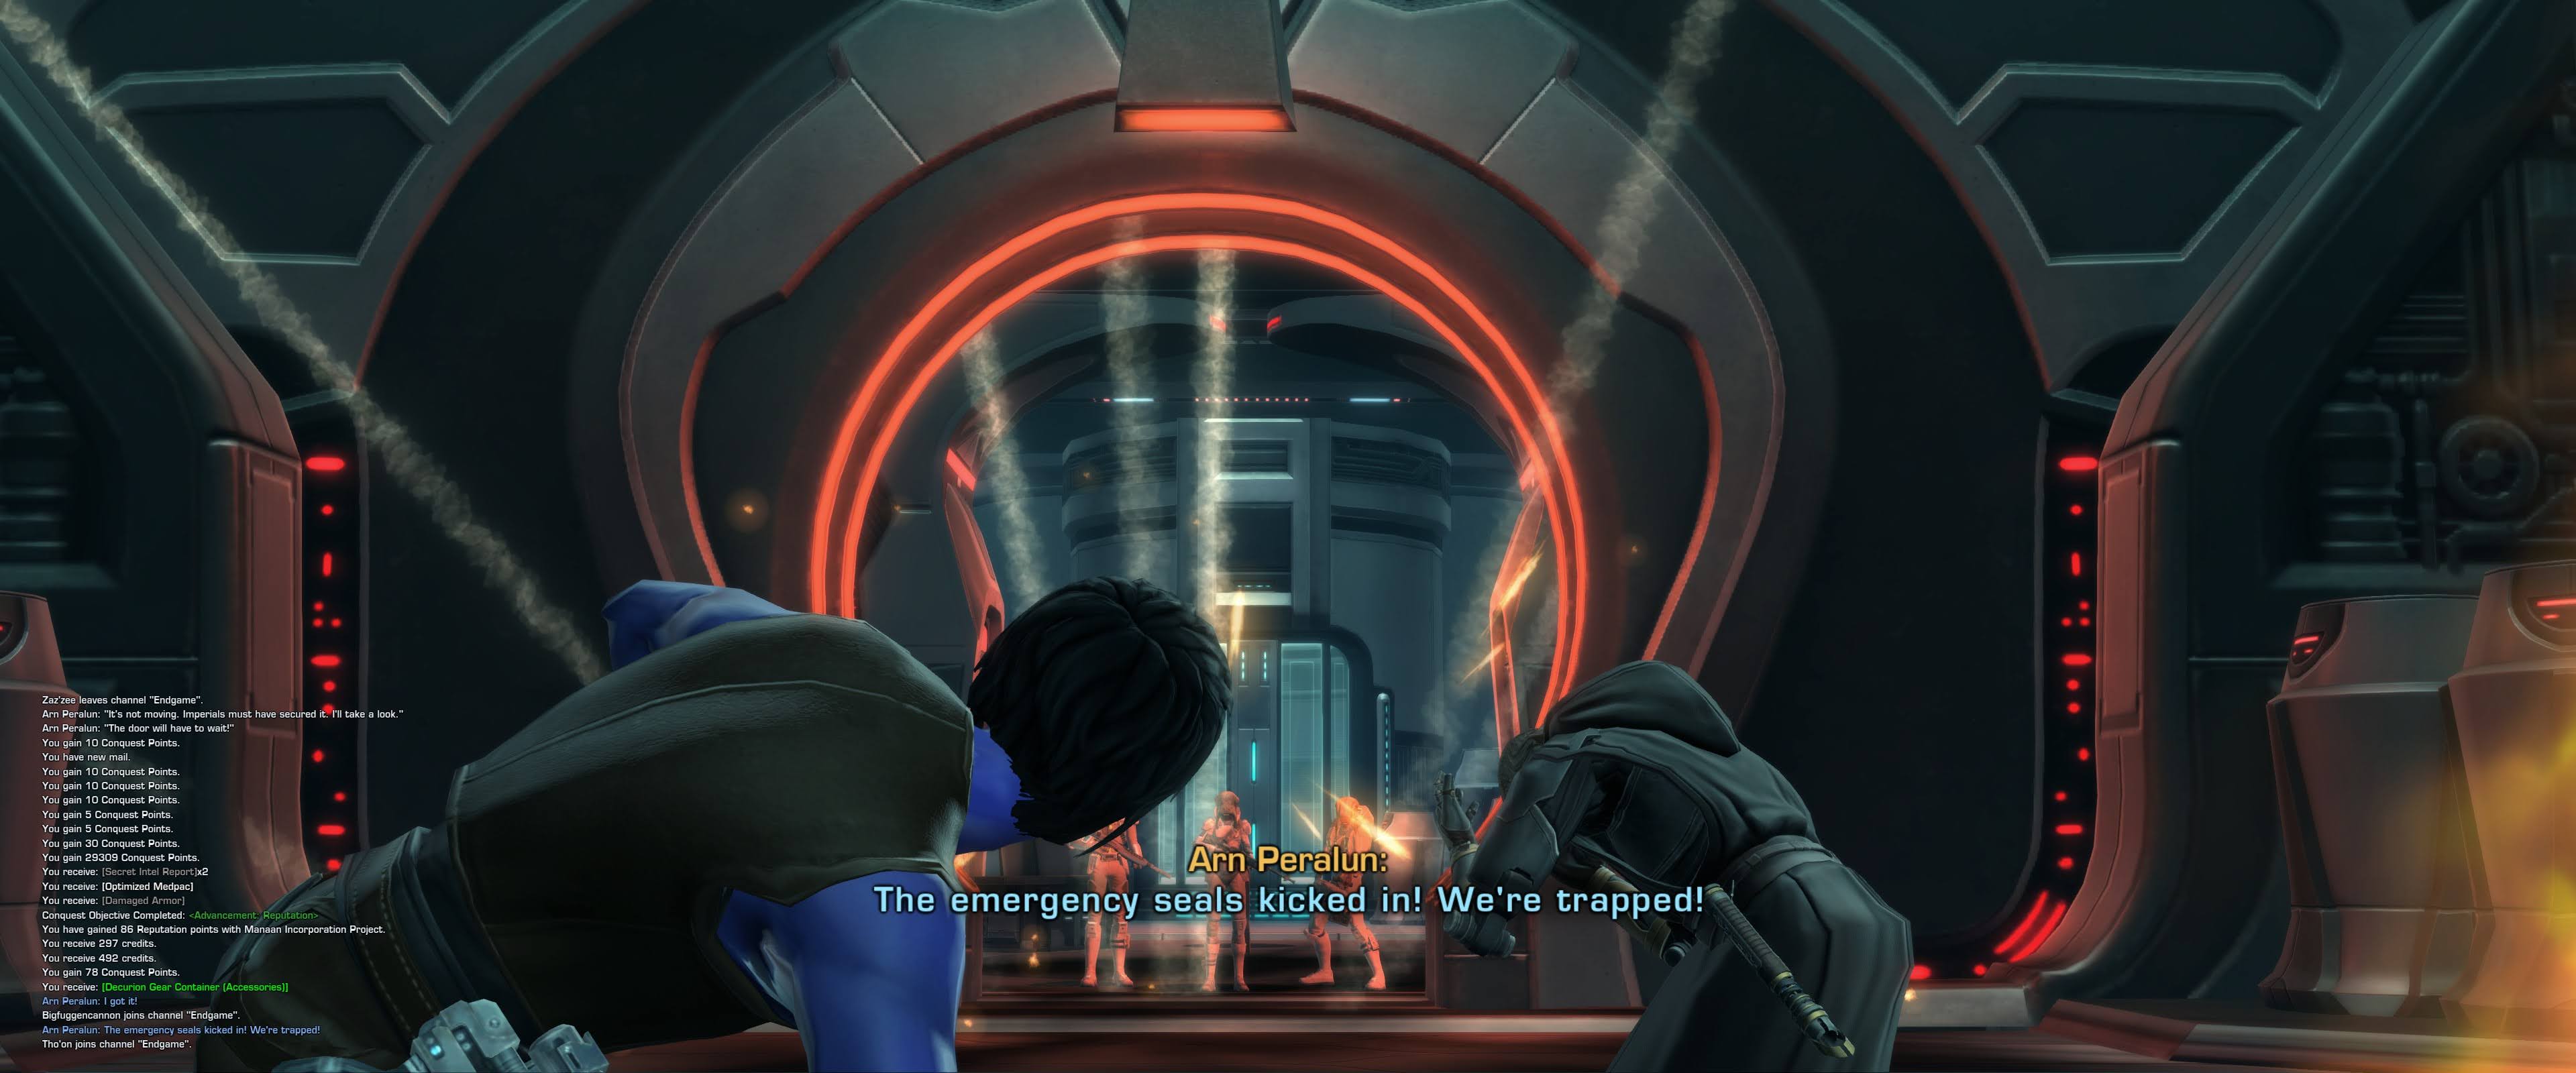 Zaz'zee leaves channel "Endgame".
Arn Peralun: "It's not moving. Imperials must have secured it. I'll take a look."
Arn Peralun: "The door will have to wait!"
You gain 10 Conquest Points.
You have new mail.
You gain 10 Conquest Points.
You gain 10 Conquest Points.
You gain 10 Conquest Points.
You gain 5 Conquest Points.
You gain 5 Conquest Points.
You gain 30 Conquest Points.
You gain 29309 Conquest Points.
You receive: [Secret Intel Report]x2
You receive: [Optimized Medpac]
You receive: [Damaged Armor]
Conquest Objective Completed: <Advancement: Reputation>
You have gained 86 Reputation points with Manaan Incorporation Project.
You receive 297 credits.
You receive 492 credits.
You gain 78 Conquest Points.
You receive: [Decurion Gear Container (Accessories)]
Arn Peralun: I got it!
Bigfuggencannon joins channel "Endgame".
Arn Peralun: The emergency seals kicked in! We're trapped!
Tho'on joins channel "Endgame".
Arn Peralun:
The emergency seals kicked in! We're trapped!